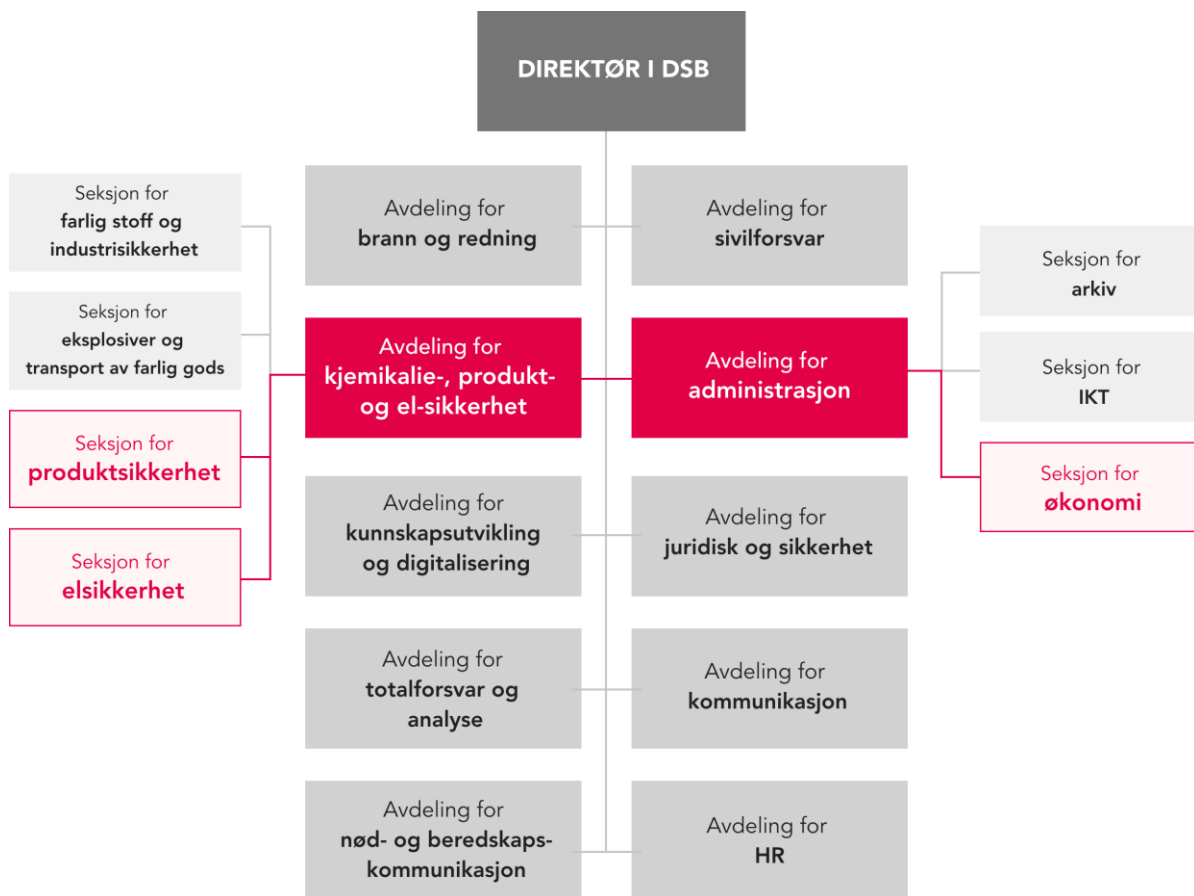 DIREKTØR I DSB
Avdeling for
brann og redning
Avdeling for
sivilforsvar
Seksjon for
farlig stoff og
industrisikkerhet
Seksjon for
eksplosiver og
transport av farlig gods
Seksjon for
produktsikkerhet
Seksjon for
elsikkerhet
Avdeling for
kjemikalie-, produkt-
og el-sikkerhet
Avdeling for
administrasjon
Seksjon for
arkiv
Seksjon for
IKT
Seksjon for
økonomi
Avdeling for
kunnskapsutvikling
og digitalisering
Avdeling for
juridisk og sikkerhet
Avdeling for
totalforsvar og
analyse
Avdeling for
kommunikasjon
Avdeling for
nød- og beredskaps-
kommunikasjon
Avdeling for
HR